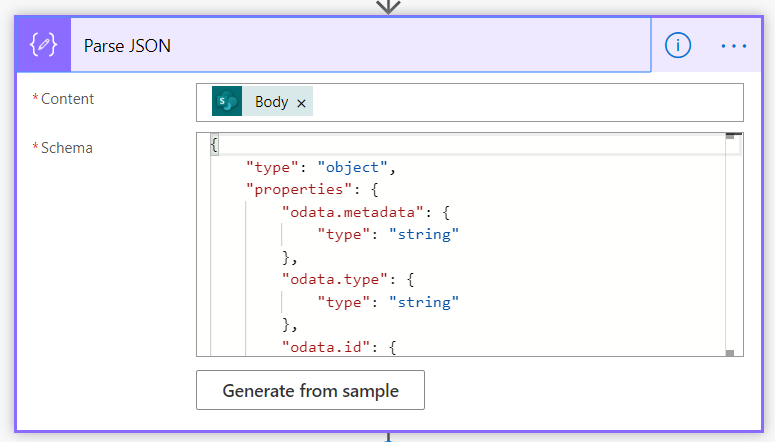 Parse JSON
*Content
Body ×
*Schema
{
"type": "object",
"properties": {
"odata.metadata": {
"type": "string"
},
"odata.type": {
"type": "string"
},
"odata.id": {
Generate from sample